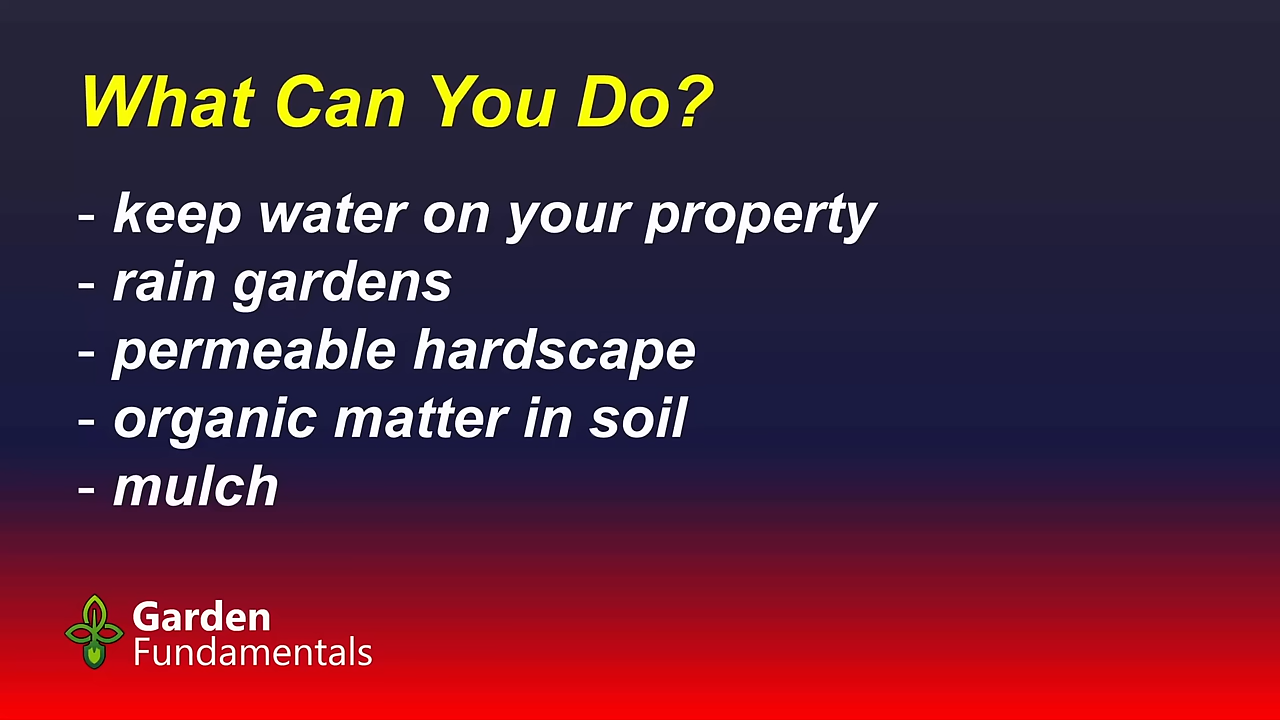 What Can You Do?
- keep water on your property
- rain gardens
- permeable hardscape
- organic matter in soil
- mulch
Garden
Fundamentals